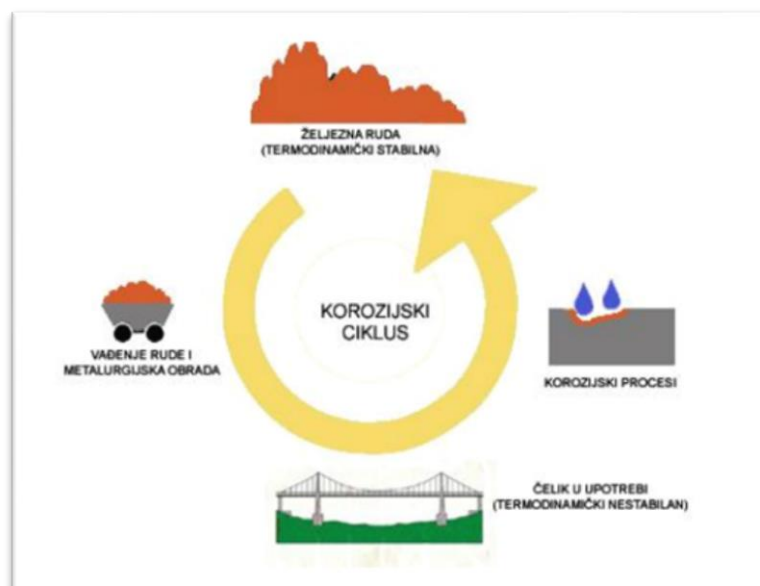 ŽELJEZNA RUDA
(TERMODINAMIČKI STABILNA)
KOROZIJSKI
CIKLUS
VAĐENJE RUDE I
METALURGIJSKA OBRADA
KOROZIJSKI PROCESI
ČELIK U UPOTREBI
(TERMODINAMIČKI NESTABILAN)